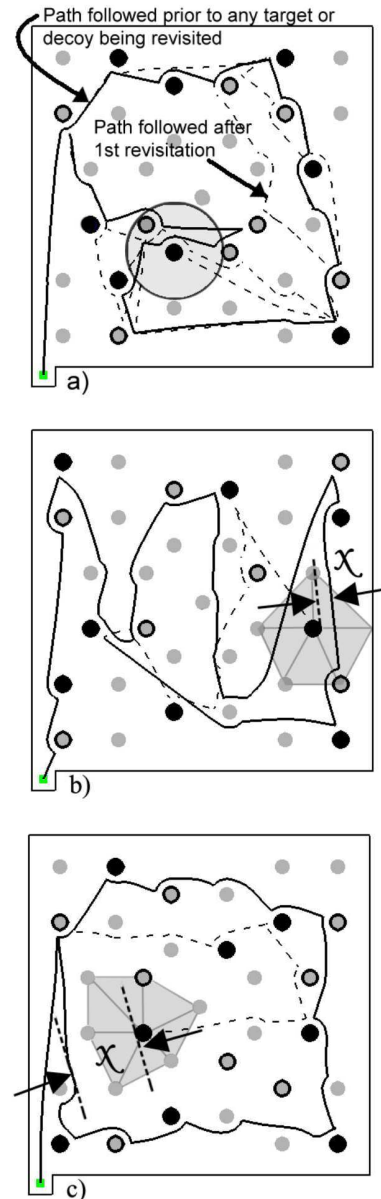 Path followed prior to any target or
decoy being revisited
Path followed after
1st revisitation
a)
χ
b)
χ
c)